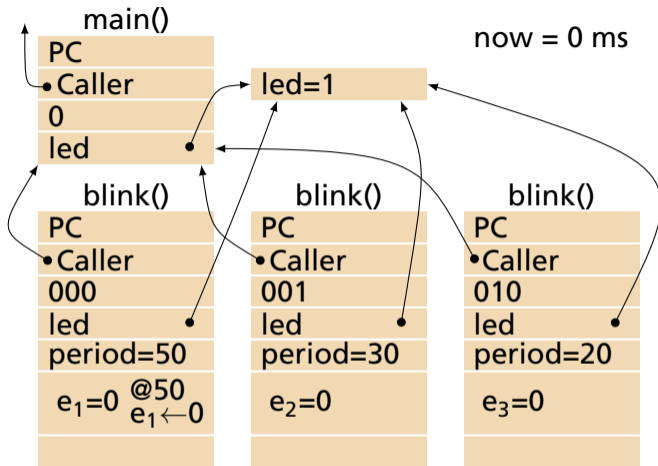 main()
PC
Caller
0
led
led=1
now = 0 ms
blink()
PC
Caller
000
led
period=50
e₁=0 @50
e₁←0
blink()
PC
Caller
001
led
period=30
e₂=0
blink()
PC
Caller
010
led
period=20
e₃=0